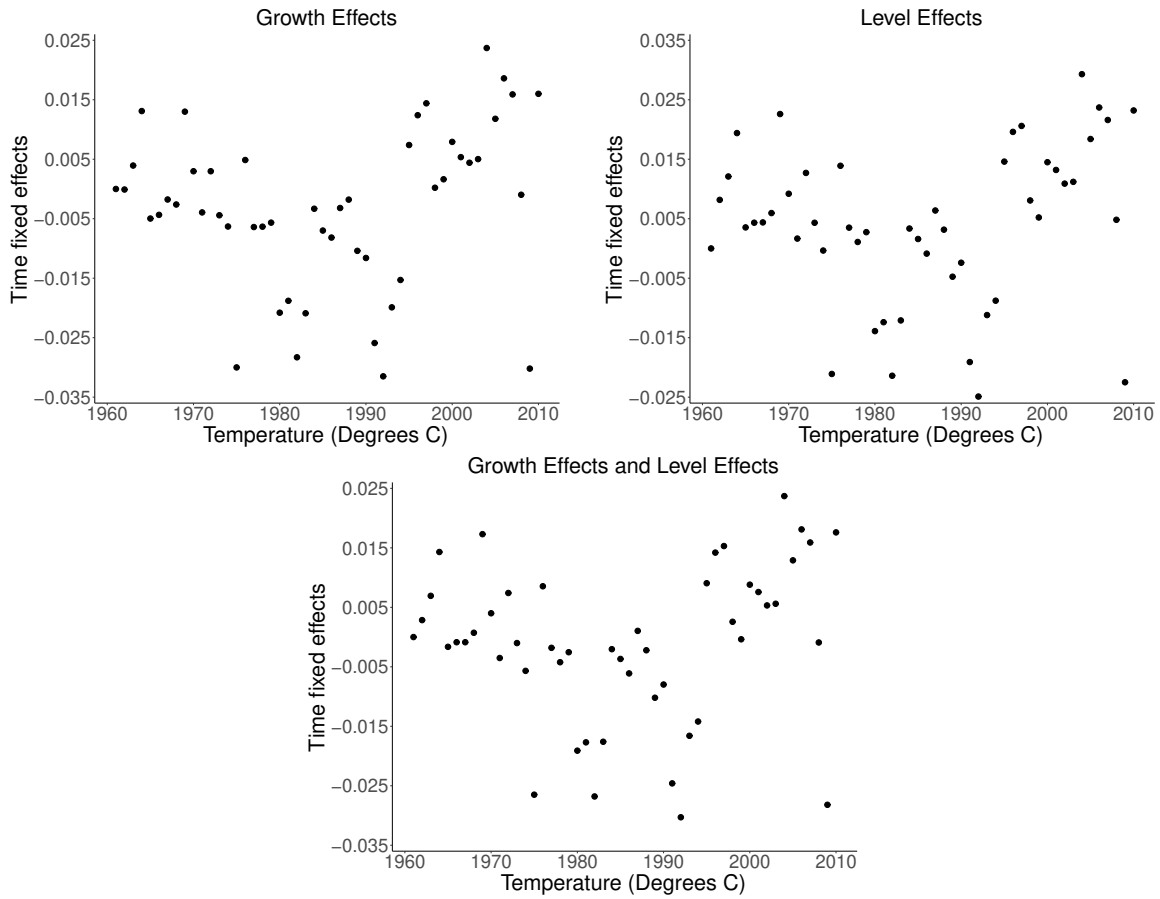 Growth Effects
0.025
0.015
0.005
−0.005
−0.015
−0.025
−0.035
Time fixed effects
1960 1970 1980 1990 2000 2010
Temperature (Degrees C)
Level Effects
0.035
0.025
0.015
0.005
−0.005
−0.015
−0.025
Time fixed effects
1960 1970 1980 1990 2000 2010
Temperature (Degrees C)
Growth Effects and Level Effects
0.025
0.015
0.005
−0.005
−0.015
−0.025
−0.035
Time fixed effects
1960 1970 1980 1990 2000 2010
Temperature (Degrees C)